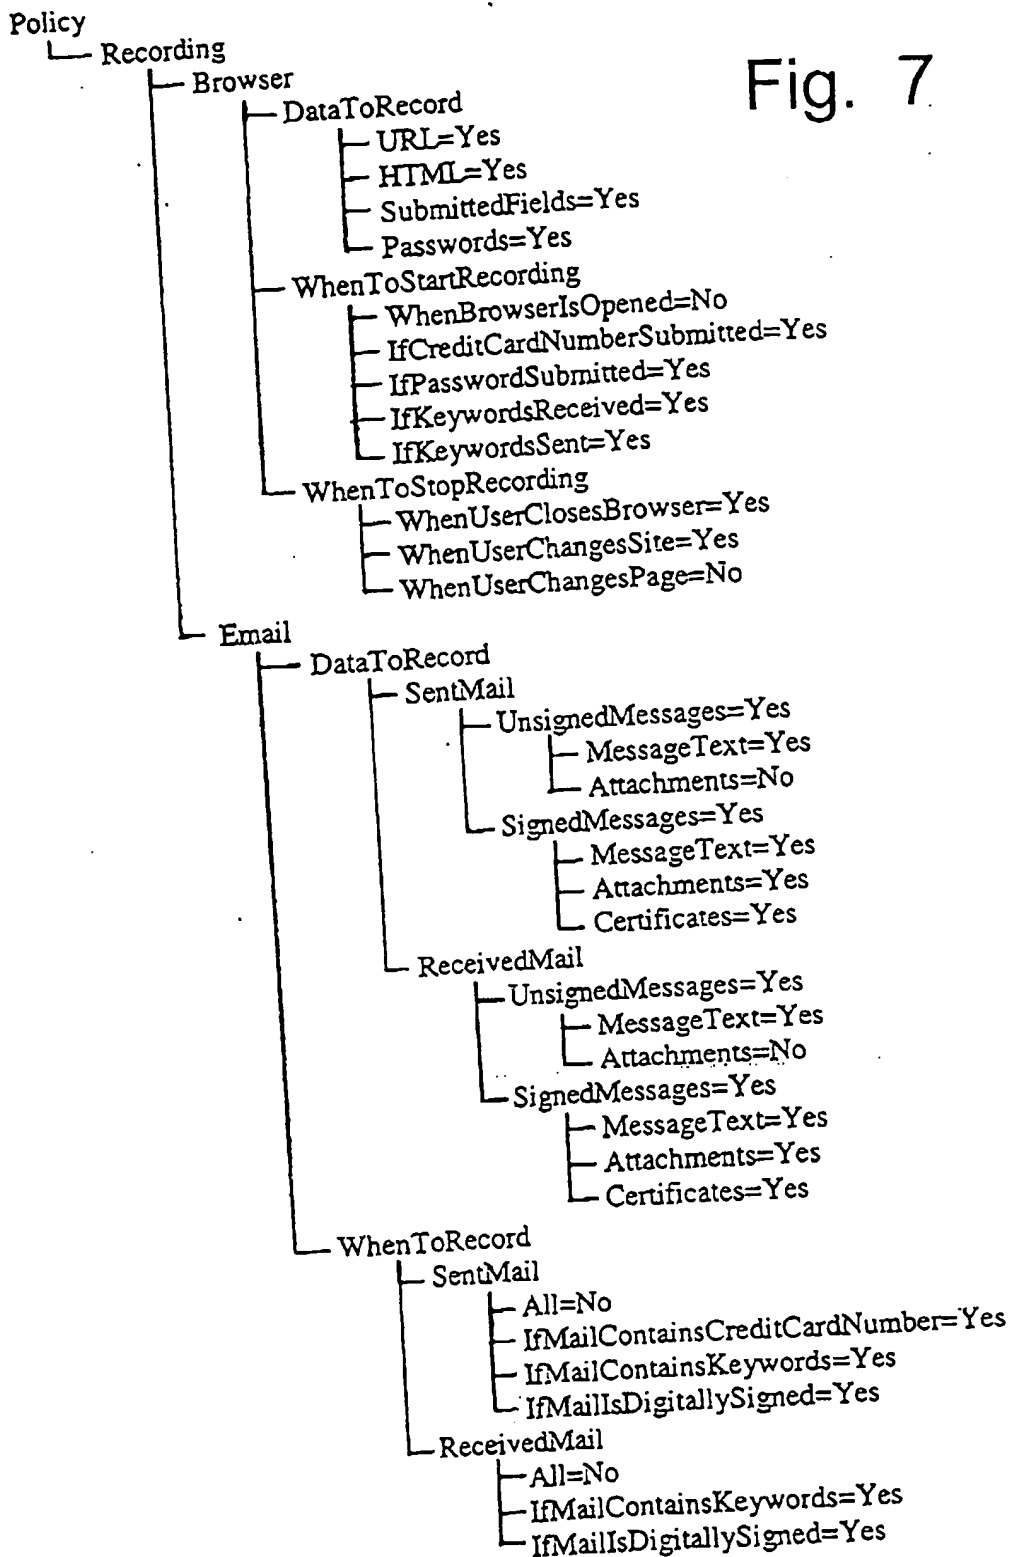 Policy
Recording
Fig. 7
Browser
DataToRecord
URL=Yes
HTML=Yes
SubmittedFields=Yes
Passwords=Yes
WhenToStartRecording
WhenBrowserIsOpened=No
IfCreditCardNumberSubmitted=Yes
IfPasswordSubmitted=Yes
IfKeywordsReceived=Yes
IfKeywordsSent=Yes
WhenToStopRecording
WhenUserClosesBrowser=Yes
WhenUserChangesSite=Yes
WhenUserChangesPage=No
Email
DataToRecord
SentMail
UnsignedMessages=Yes
MessageText=Yes
Attachments=No
SignedMessages=Yes
MessageText=Yes
Attachments=Yes
Certificates=Yes
ReceivedMail
UnsignedMessages=Yes
MessageText=Yes
Attachments=No
SignedMessages=Yes
MessageText=Yes
Attachments=Yes
Certificates=Yes
WhenToRecord
SentMail
All=No
IfMailContainsCreditCardNumber=Yes
IfMailContainsKeywords=Yes
IfMailIsDigitallySigned=Yes
ReceivedMail
All=No
IfMailContainsKeywords=Yes
IfMailIsDigitallySigned=Yes